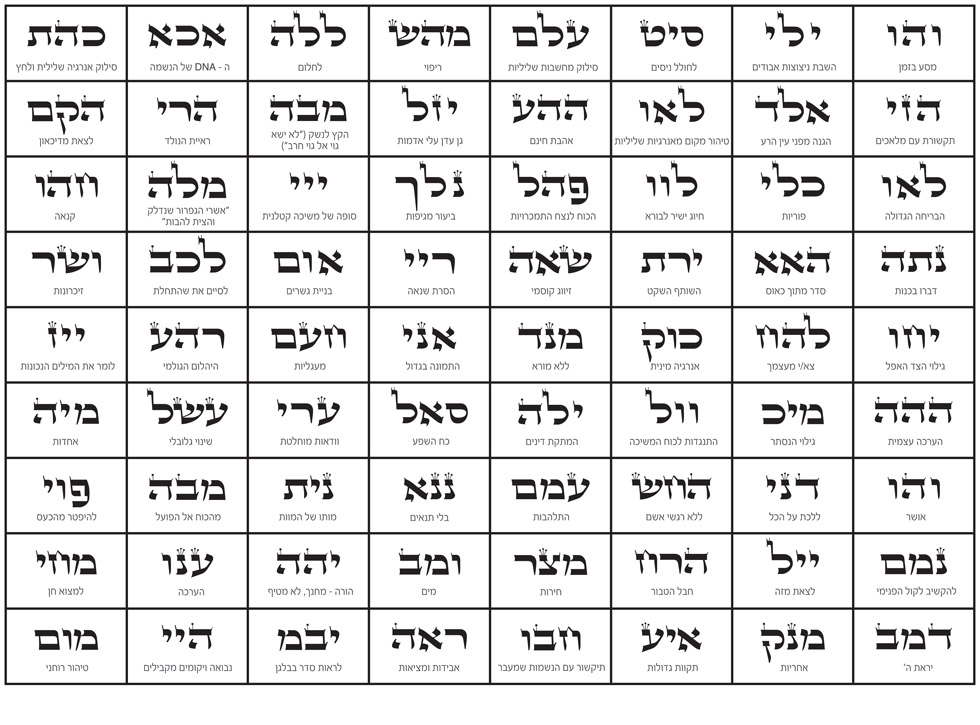 והו
מסע בזמן
ילי
השבת ניצוצות אבודים
סיט
לחולל ניסים
עלם
סילוק מחשבות שליליות
מהש
ריפוי
ללה
לחלום
אכא
ה - DNA של הנשמה
כהת
סילוק אנרגיה שלילית ולחץ
הזי
תקשורת עם מלאכים
אלד
הגנה מפני עין הרע
לאו
טיהור מקום מאנרגיות שליליות
ההע
אהבת חינם
יזל
גן עדן עלי אדמות
מבה
הקץ לנשק ("לא ישא
גוי אל גוי חרב")
הרי
ראיית הנולד
הקם
לצאת מדיכאון
לאו
הבריחה הגדולה
כלי
פוריות
לוו
חיוג ישיר לבורא
פהל
הכוח לנצח התמכרויות
נלך
ביעור מגיפות
ייי
סופה של משיכה קטלנית
מלה
"אשרי הגפרור שנדלק
והצית להבות"
חהו
קנאה
נתה
דברו בכנות
האא
סדר מתוך כאוס
ירת
השותף השקט
שאה
זיווג קוסמי
ריי
הסרת שנאה
אום
בניית גשרים
לכב
לסיים את שהתחלת
ושר
זיכרונות
יחו
גילוי הצד האפל
להח
צא/י מעצמך
כוק
אנרגיה מינית
מנד
ללא מורא
אני
התמונה בגדול
חעם
מעגליות
רהע
היהלום הגולמי
ייז
לומר את המילים הנכונות
ההה
הערכה עצמית
מיכ
גילוי הנסתר
וול
התנגדות לכוח המשיכה
ילה
המתקת דינים
סאל
כח השפע
ערי
וודאות מוחלטת
עשל
שינוי גלובלי
מיה
אחדות
והו
אושר
דני
ללכת על הכל
החש
ללא רגשי אשם
עמם
התלהבות
ננא
בלי תנאים
נית
מותו של המוות
מבה
מהכוח אל הפועל
פוי
להיפטר מהכעס
נמם
להקשיב לקול הפנימי
ייל
לצאת מזה
הרח
חבל הטבור
מצר
חירות
ומב
מים
יהה
הורה - מחנך, לא מטיף
ענו
הערכה
מחי
למצוא חן
דמב
יראת ה'
מנק
אחריות
איע
תקוות גדולות
חבו
תיקשור עם הנשמות שמעבר
ראה
אבידות ומציאות
יבמ
לראות סדר בבלגן
היי
נבואה ויקומים מקבילים
מום
טיהור רוחני